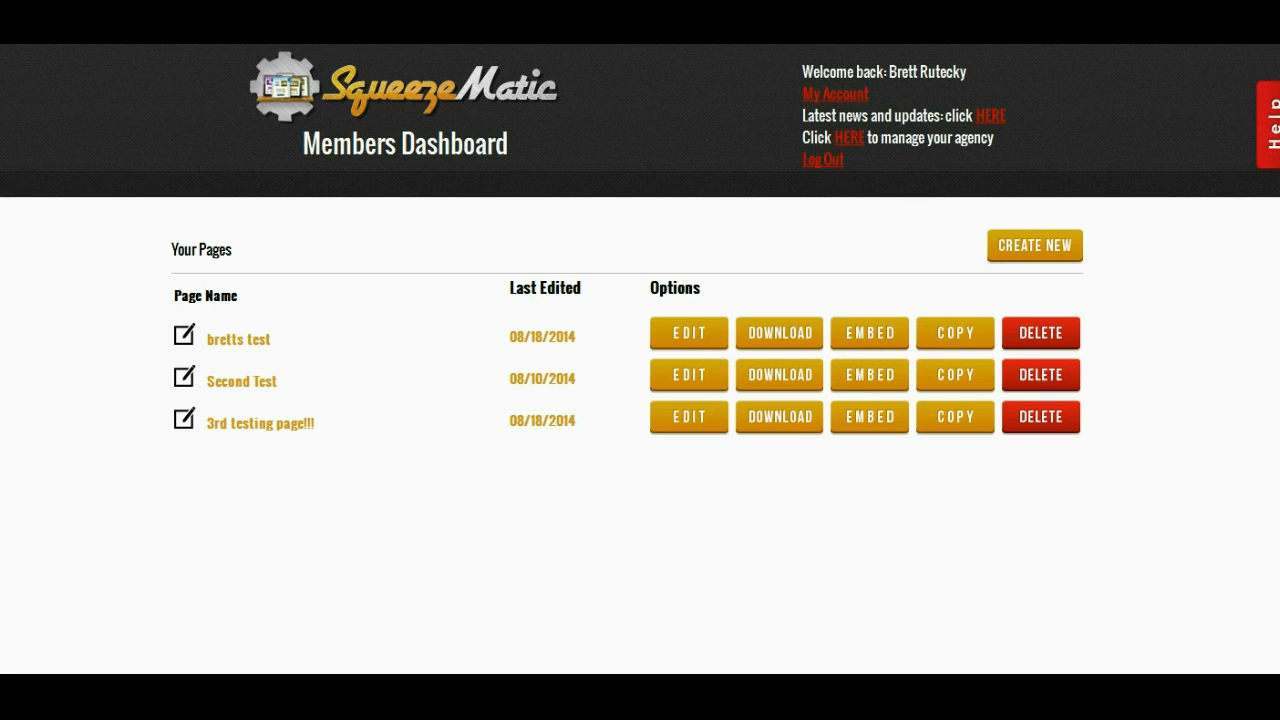 SqueezeMatic
Members Dashboard
Welcome back: Brett Rutecky
My Account
Latest news and updates: click HERE
Click HERE to manage your agency
Log Out
Help
Your Pages
CREATE NEW
Page Name Last Edited Options
bretts test 08/18/2014 EDIT DOWNLOAD EMBED COPY DELETE
Second Test 08/10/2014 EDIT DOWNLOAD EMBED COPY DELETE
3rd testing page!!! 08/18/2014 EDIT DOWNLOAD EMBED COPY DELETE